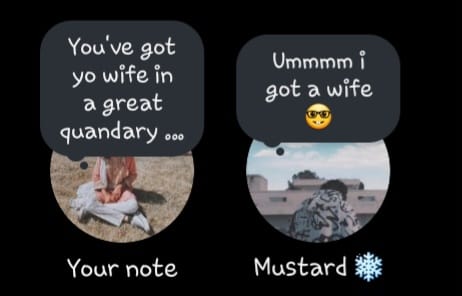 You've got
yo wife in
a great
quandary ...
Your note
Ummmm i
got a wife
🤓
Mustard ❄️